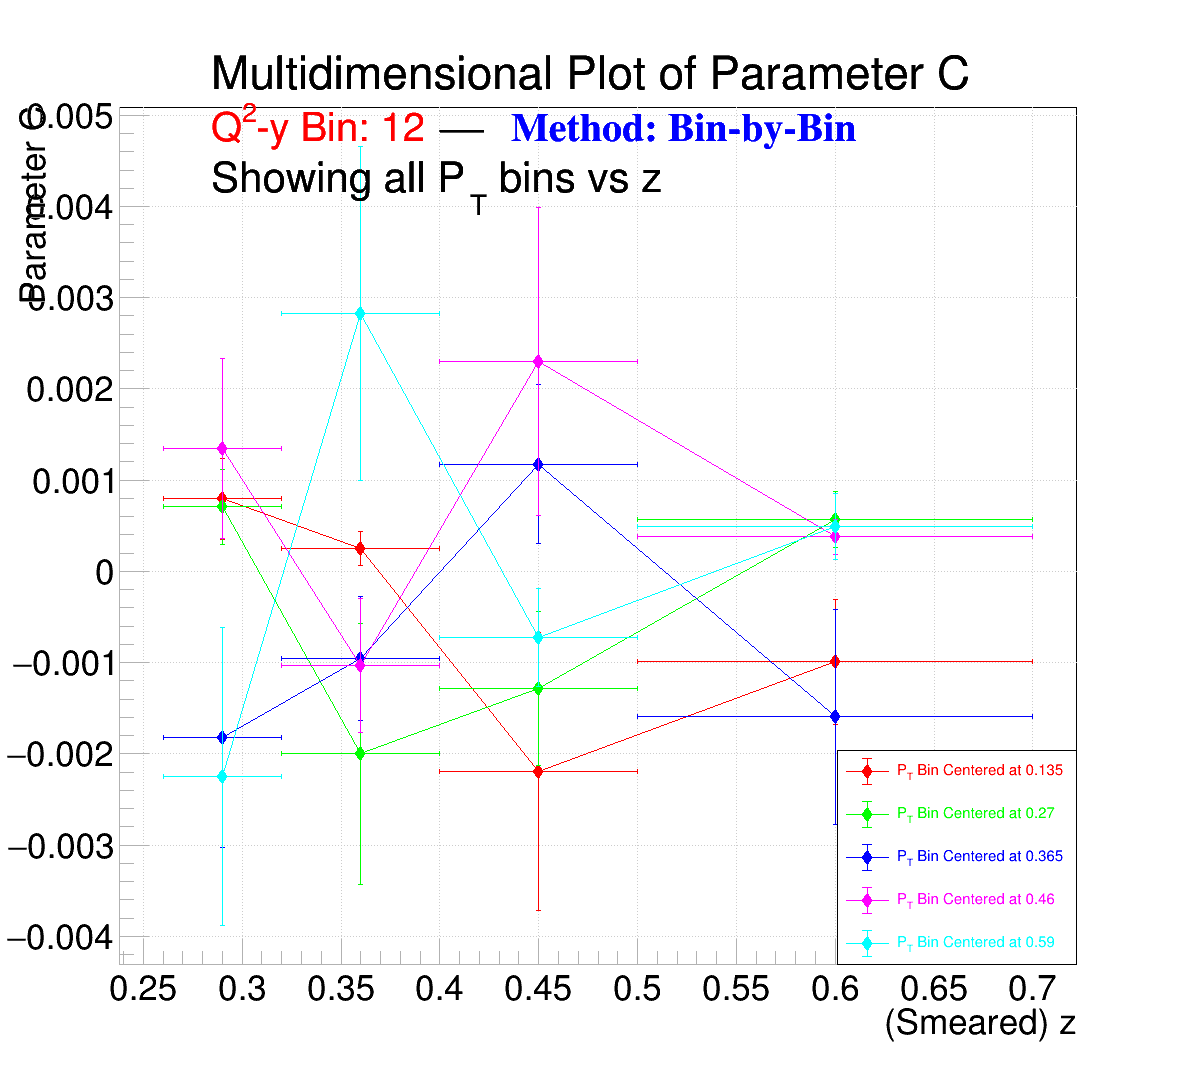 Multidimensional Plot of Parameter C
Q2-y Bin: 12 — Method: Bin-by-Bin
Showing all PT bins vs z
Parameter C
0.005
0.004
0.003
0.002
0.001
0
−0.001
−0.002
−0.003
−0.004
0.25 0.3 0.35 0.4 0.45 0.5 0.55 0.6 0.65 0.7
(Smeared) z
PT Bin Centered at 0.135
PT Bin Centered at 0.27
PT Bin Centered at 0.365
PT Bin Centered at 0.46
PT Bin Centered at 0.59